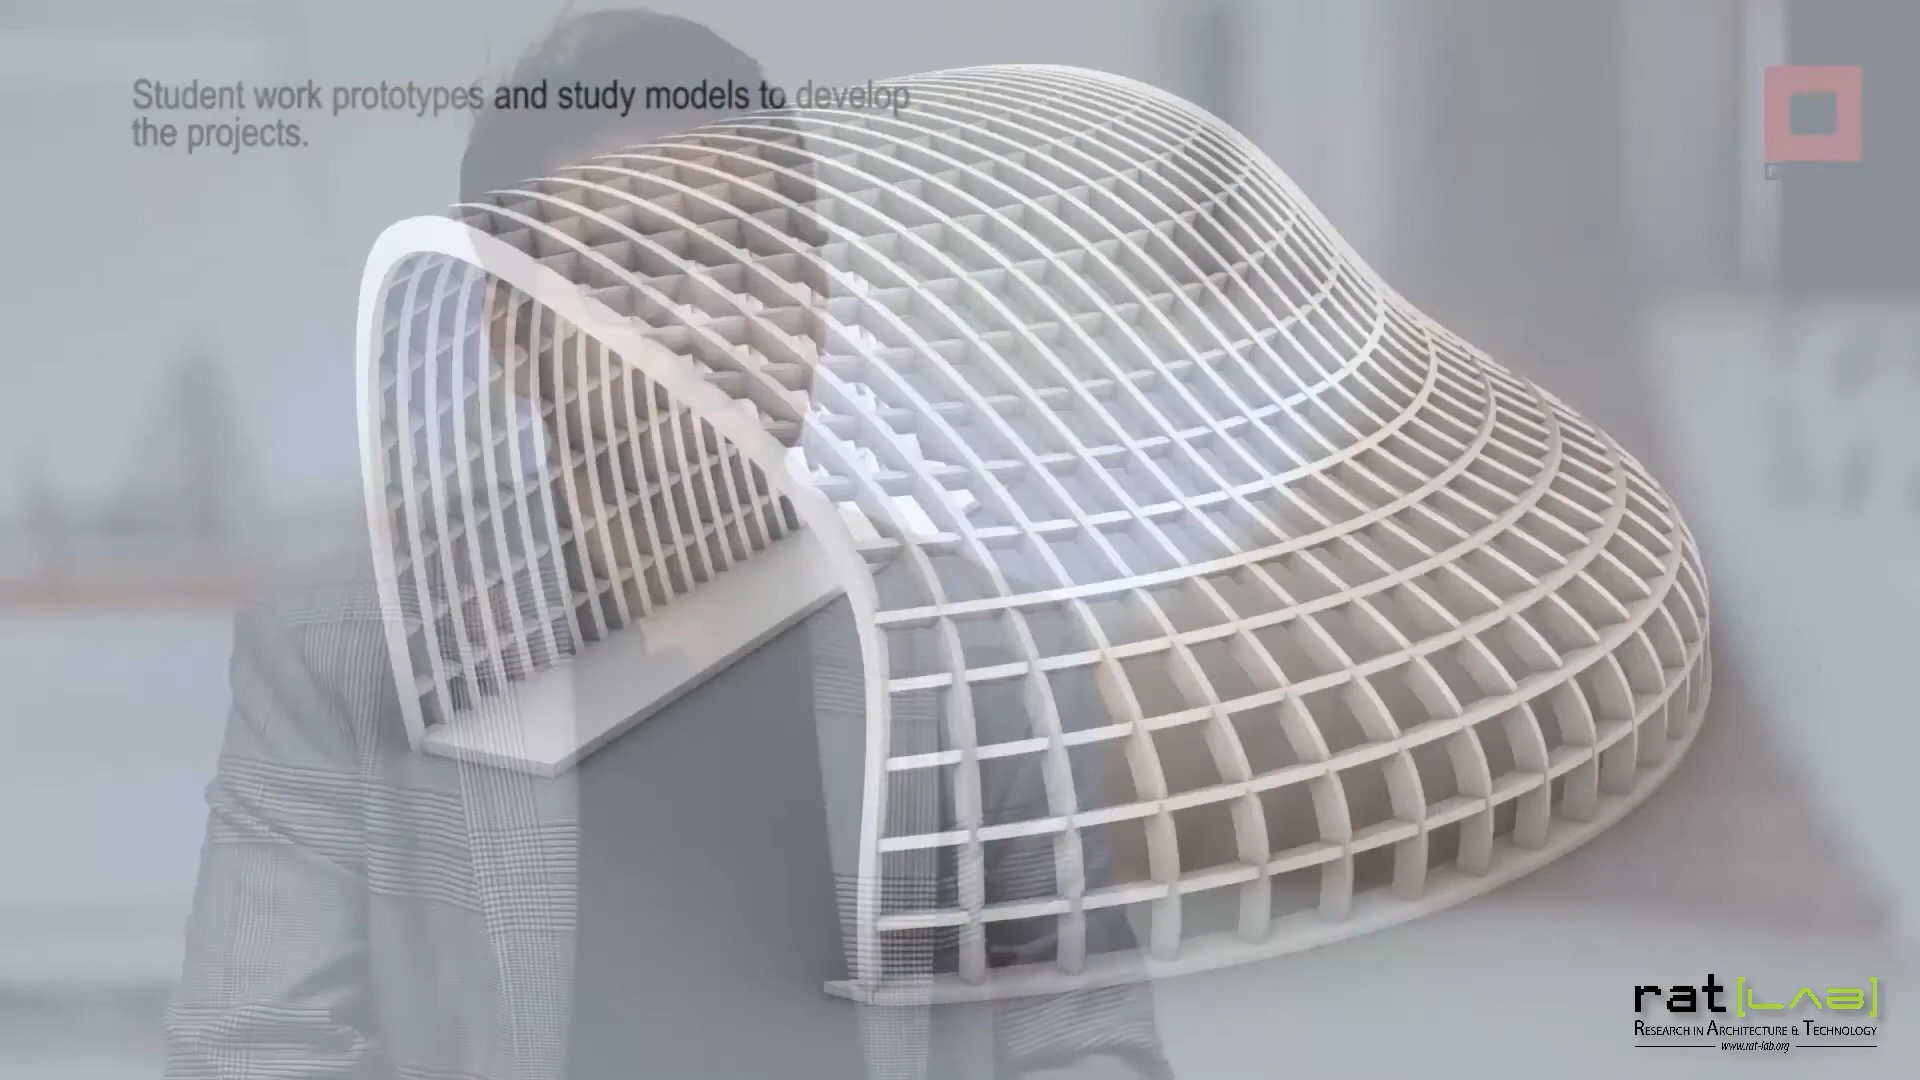 Student work prototypes and study models to develop
the projects.
rat[LAB]
RESEARCH IN ARCHITECTURE & TECHNOLOGY
www.rat-lab.org